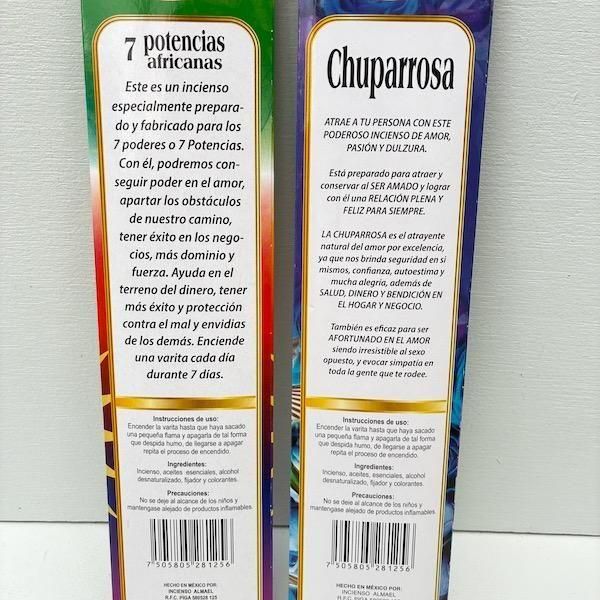 7 potencias
africanas
Este es un incienso
especialmente prepara-
do y fabricado para los
7 poderes o 7 Potencias.
Con él, podremos con-
seguir poder en el amor,
apartar los obstáculos
de nuestro camino,
tener éxito en los nego-
cios, más dominio y
fuerza. Ayuda en el
terreno del dinero, tener
más éxito y protección
contra el mal y envidias
de los demás. Enciende
una varita cada día
durante 7 días.
Instrucciones de uso:
Encender la varita hasta que haya sacado
una pequeña flama y apagarla de tal forma
que despida humo, de llegarse a apagar
repita el proceso de encendido.
Ingredientes:
Incienso, aceites esenciales, alcohol
desnaturalizado, fijador y colorantes.
Precauciones:
No se deje al alcance de los niños y
mantengase alejado de productos inflamables.
7 505805 281256
HECHO EN MÉXICO POR:
INCIENSO ALMAEL
R.F.C. PIGA 580528 125
Chuparrosa
ATRAE A TU PERSONA CON ESTE
PODEROSO INCIENSO DE AMOR,
PASIÓN Y DULZURA.
Está preparado para atraer y
conservar al SER AMADO y lograr
con él una RELACIÓN PLENA Y
FELIZ PARA SIEMPRE.
LA CHUPARROSA es el atrayente
natural del amor por excelencia,
ya que nos brinda seguridad en si
mismos, confianza, autoestima y
mucha alegría, además de
SALUD, DINERO Y BENDICIÓN EN
EL HOGAR Y NEGOCIO.
También es eficaz para ser
AFORTUNADO EN EL AMOR
siendo irresistible al sexo
opuesto, y evocar simpatía en
toda la gente que te rodee.
Instrucciones de uso:
Encender la varita hasta que haya sacado
una pequeña flama y apagarla de tal forma
que despida humo, de llegarse a apagar
repita el proceso de encendido.
Ingredientes:
Incienso, aceites esenciales, alcohol
desnaturalizado, fijador y colorantes.
Precauciones:
No se deje al alcance de los niños y
mantengase alejado de productos inflamables.
7 505805 281256
HECHO EN MÉXICO POR:
INCIENSO ALMAEL
R.F.C. PIGA 580528 125